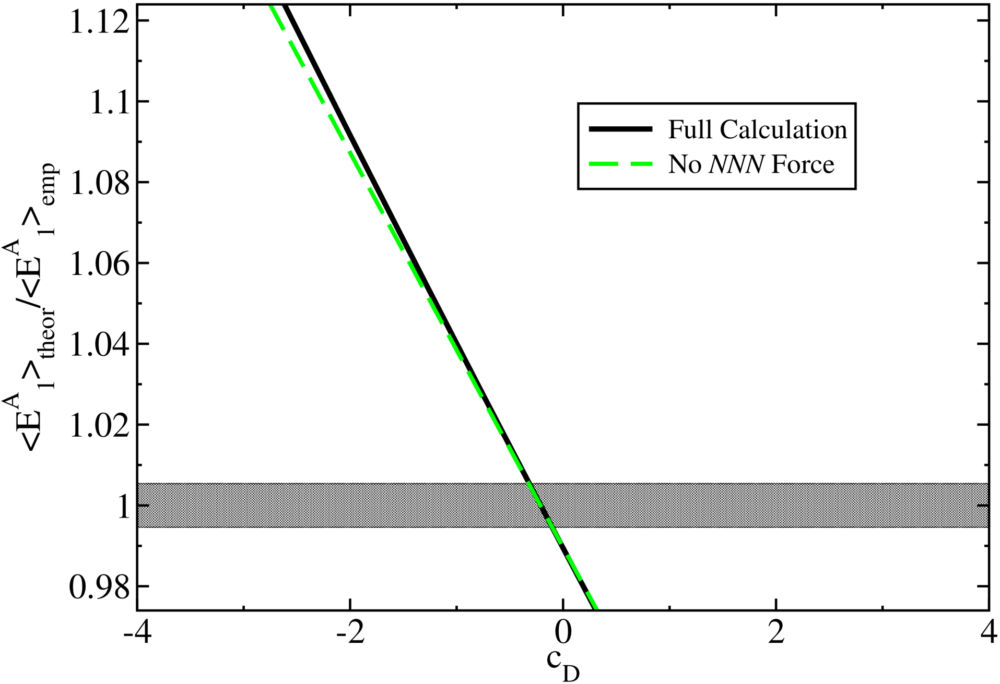 1.12
1.1
1.08
1.06
1.04
1.02
1
0.98
<E^A_1>_theor/<E^A_1>_emp
Full Calculation
No NNN Force
-4 -2 0 2 4
c_D